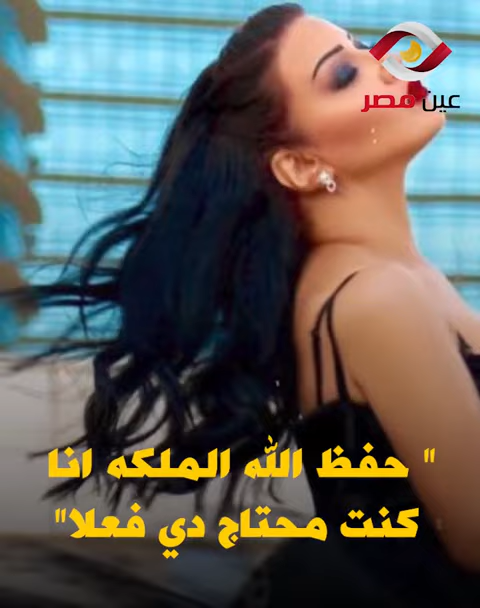 عين مصر
" حفظ الله الملكه انا
كنت محتاج دي فعلا"